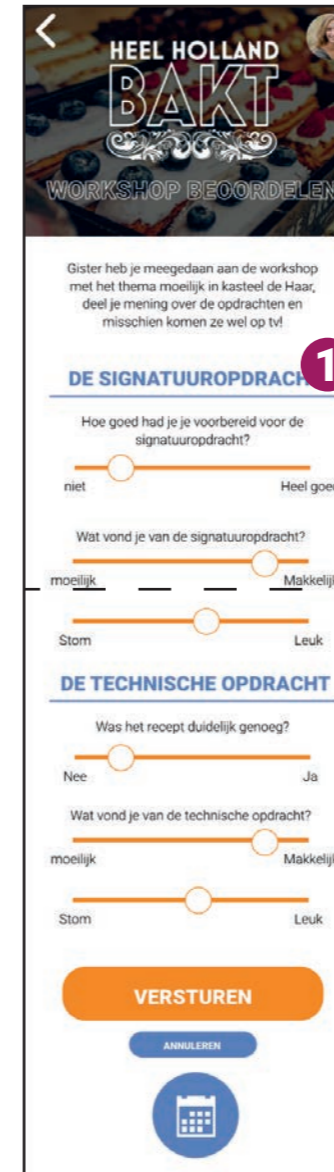 HEEL HOLLAND
BAKT
WORKSHOP BEOORDELEN
Gister heb je meegedaan aan de workshop
met het thema moeilijk in kasteel de Haar,
deel je mening over de opdrachten en
misschien komen ze wel op tv!
DE SIGNATUUROPDRACH
1
Hoe goed had je je voorbereid voor de
signatuuropdracht?
niet Heel goed
Wat vond je van de signatuuropdracht?
moeilijk Makkelijk
Stom Leuk
DE TECHNISCHE OPDRACHT
Was het recept duidelijk genoeg?
Nee Ja
Wat vond je van de technische opdracht?
moeilijk Makkelijk
Stom Leuk
VERSTUREN
ANNULEREN